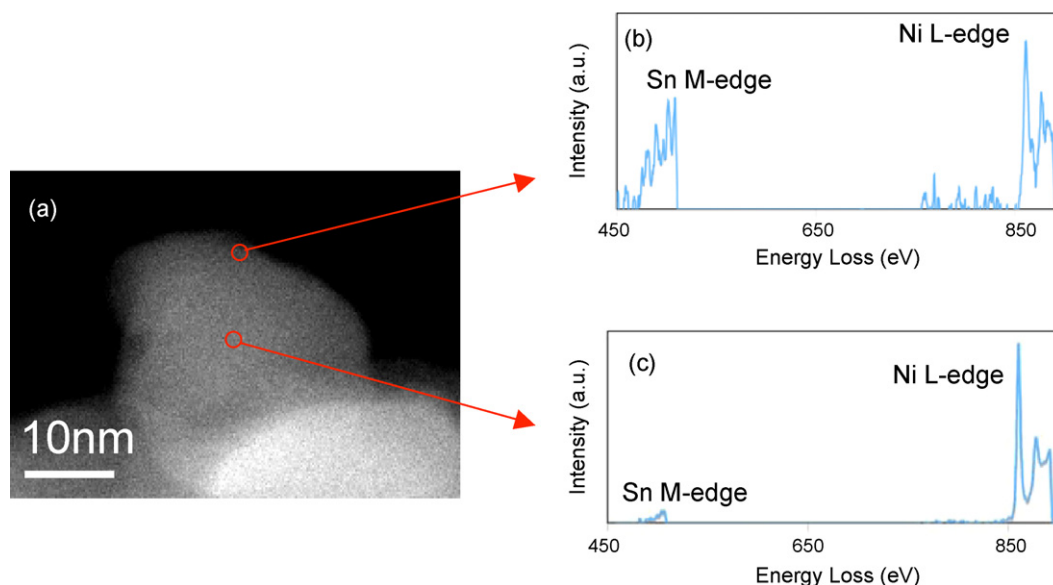 (a)
10nm
(b)
Ni L-edge
Sn M-edge
Intensity (a.u.)
450
650
850
Energy Loss (eV)
(c)
Ni L-edge
Sn M-edge
Intensity (a.u.)
450
650
850
Energy Loss (eV)